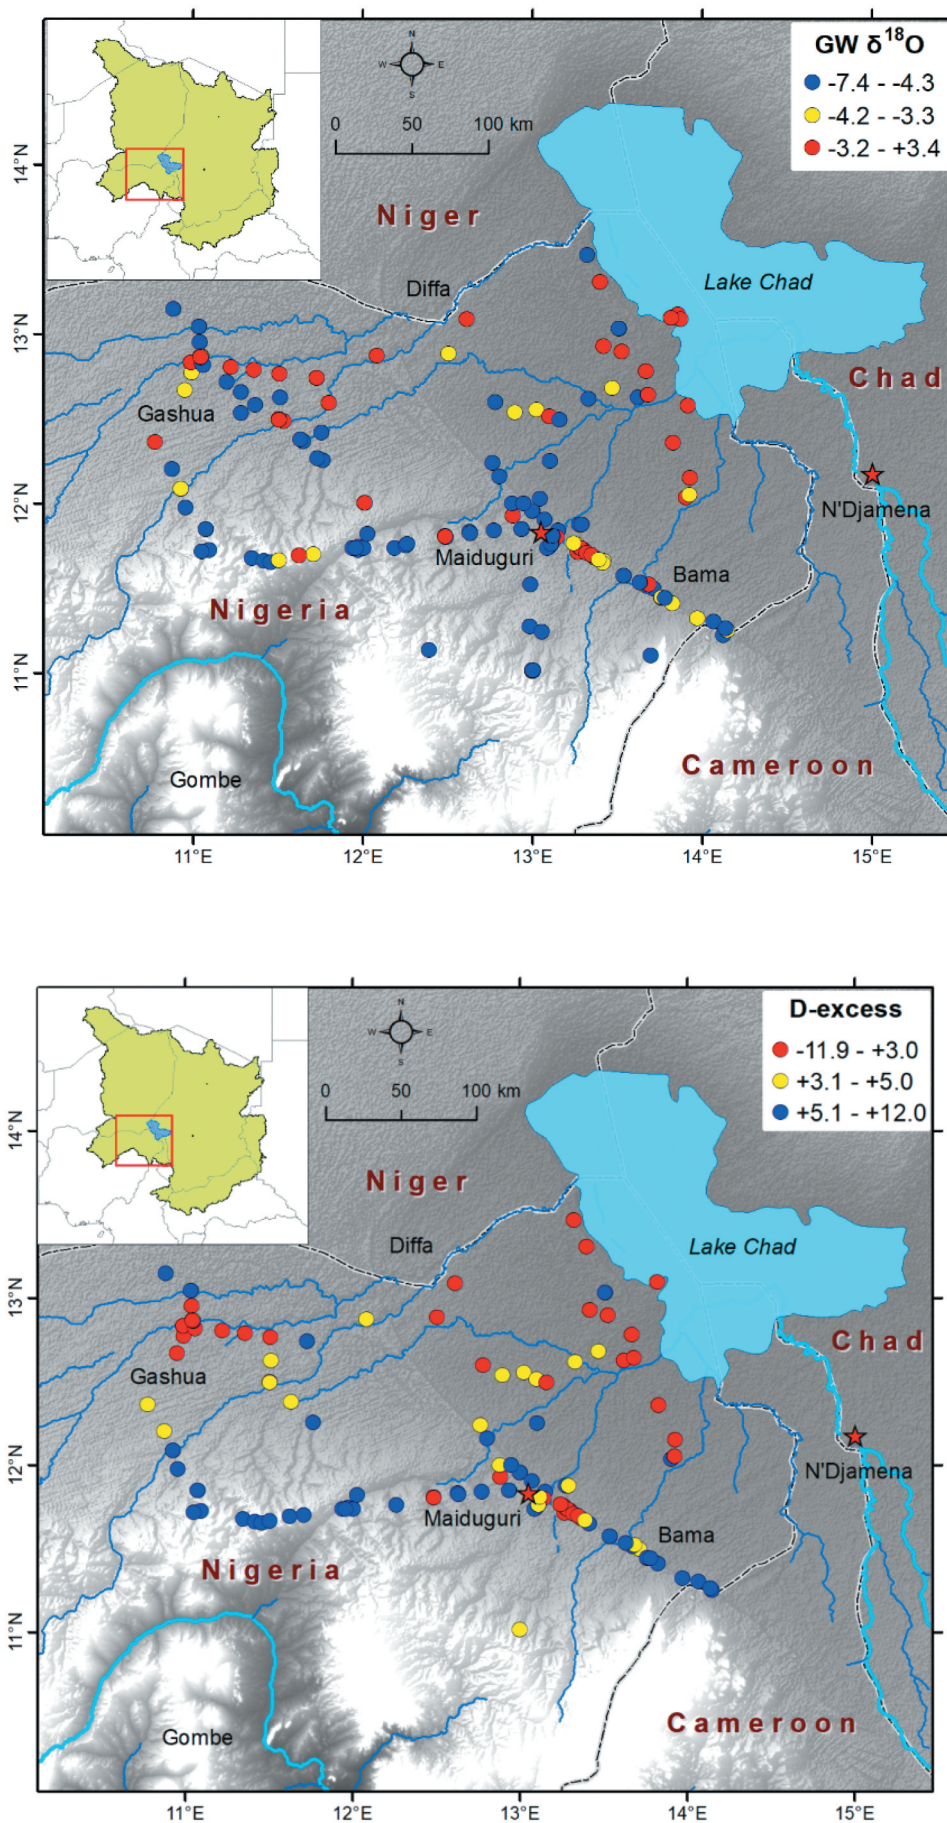 GW δ18O
-7.4 - -4.3
-4.2 - -3.3
-3.2 - +3.4
N
W E
S
0 50 100 km
14°N
13°N
12°N
11°N
Niger
Diffa
Lake Chad
Chad
Gashua
N'Djamena
Maiduguri
Bama
Nigeria
Gombe
Cameroon
11°E 12°E 13°E 14°E 15°E
D-excess
-11.9 - +3.0
+3.1 - +5.0
+5.1 - +12.0
N
W E
S
0 50 100 km
14°N
13°N
12°N
11°N
Niger
Diffa
Lake Chad
Chad
Gashua
N'Djamena
Maiduguri
Bama
Nigeria
Gombe
Cameroon
11°E 12°E 13°E 14°E 15°E